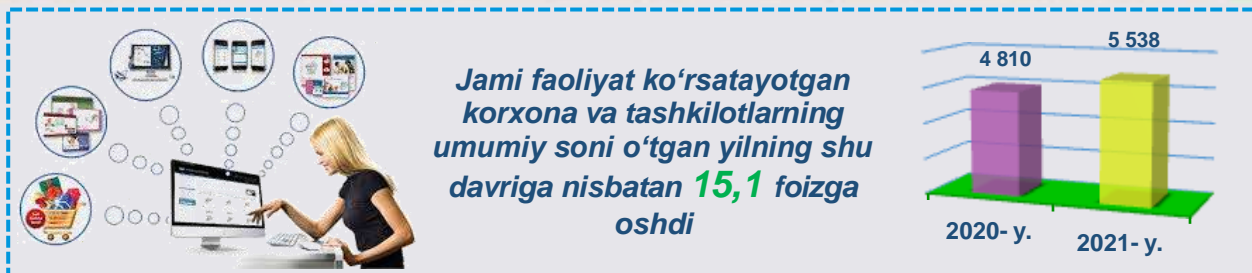 Jami faoliyat ko‘rsatayotgan
korxona va tashkilotlarning
umumiy soni o‘tgan yilning shu
davriga nisbatan 15,1 foizga
oshdi
4 810
5 538
2020- y.
2021- y.